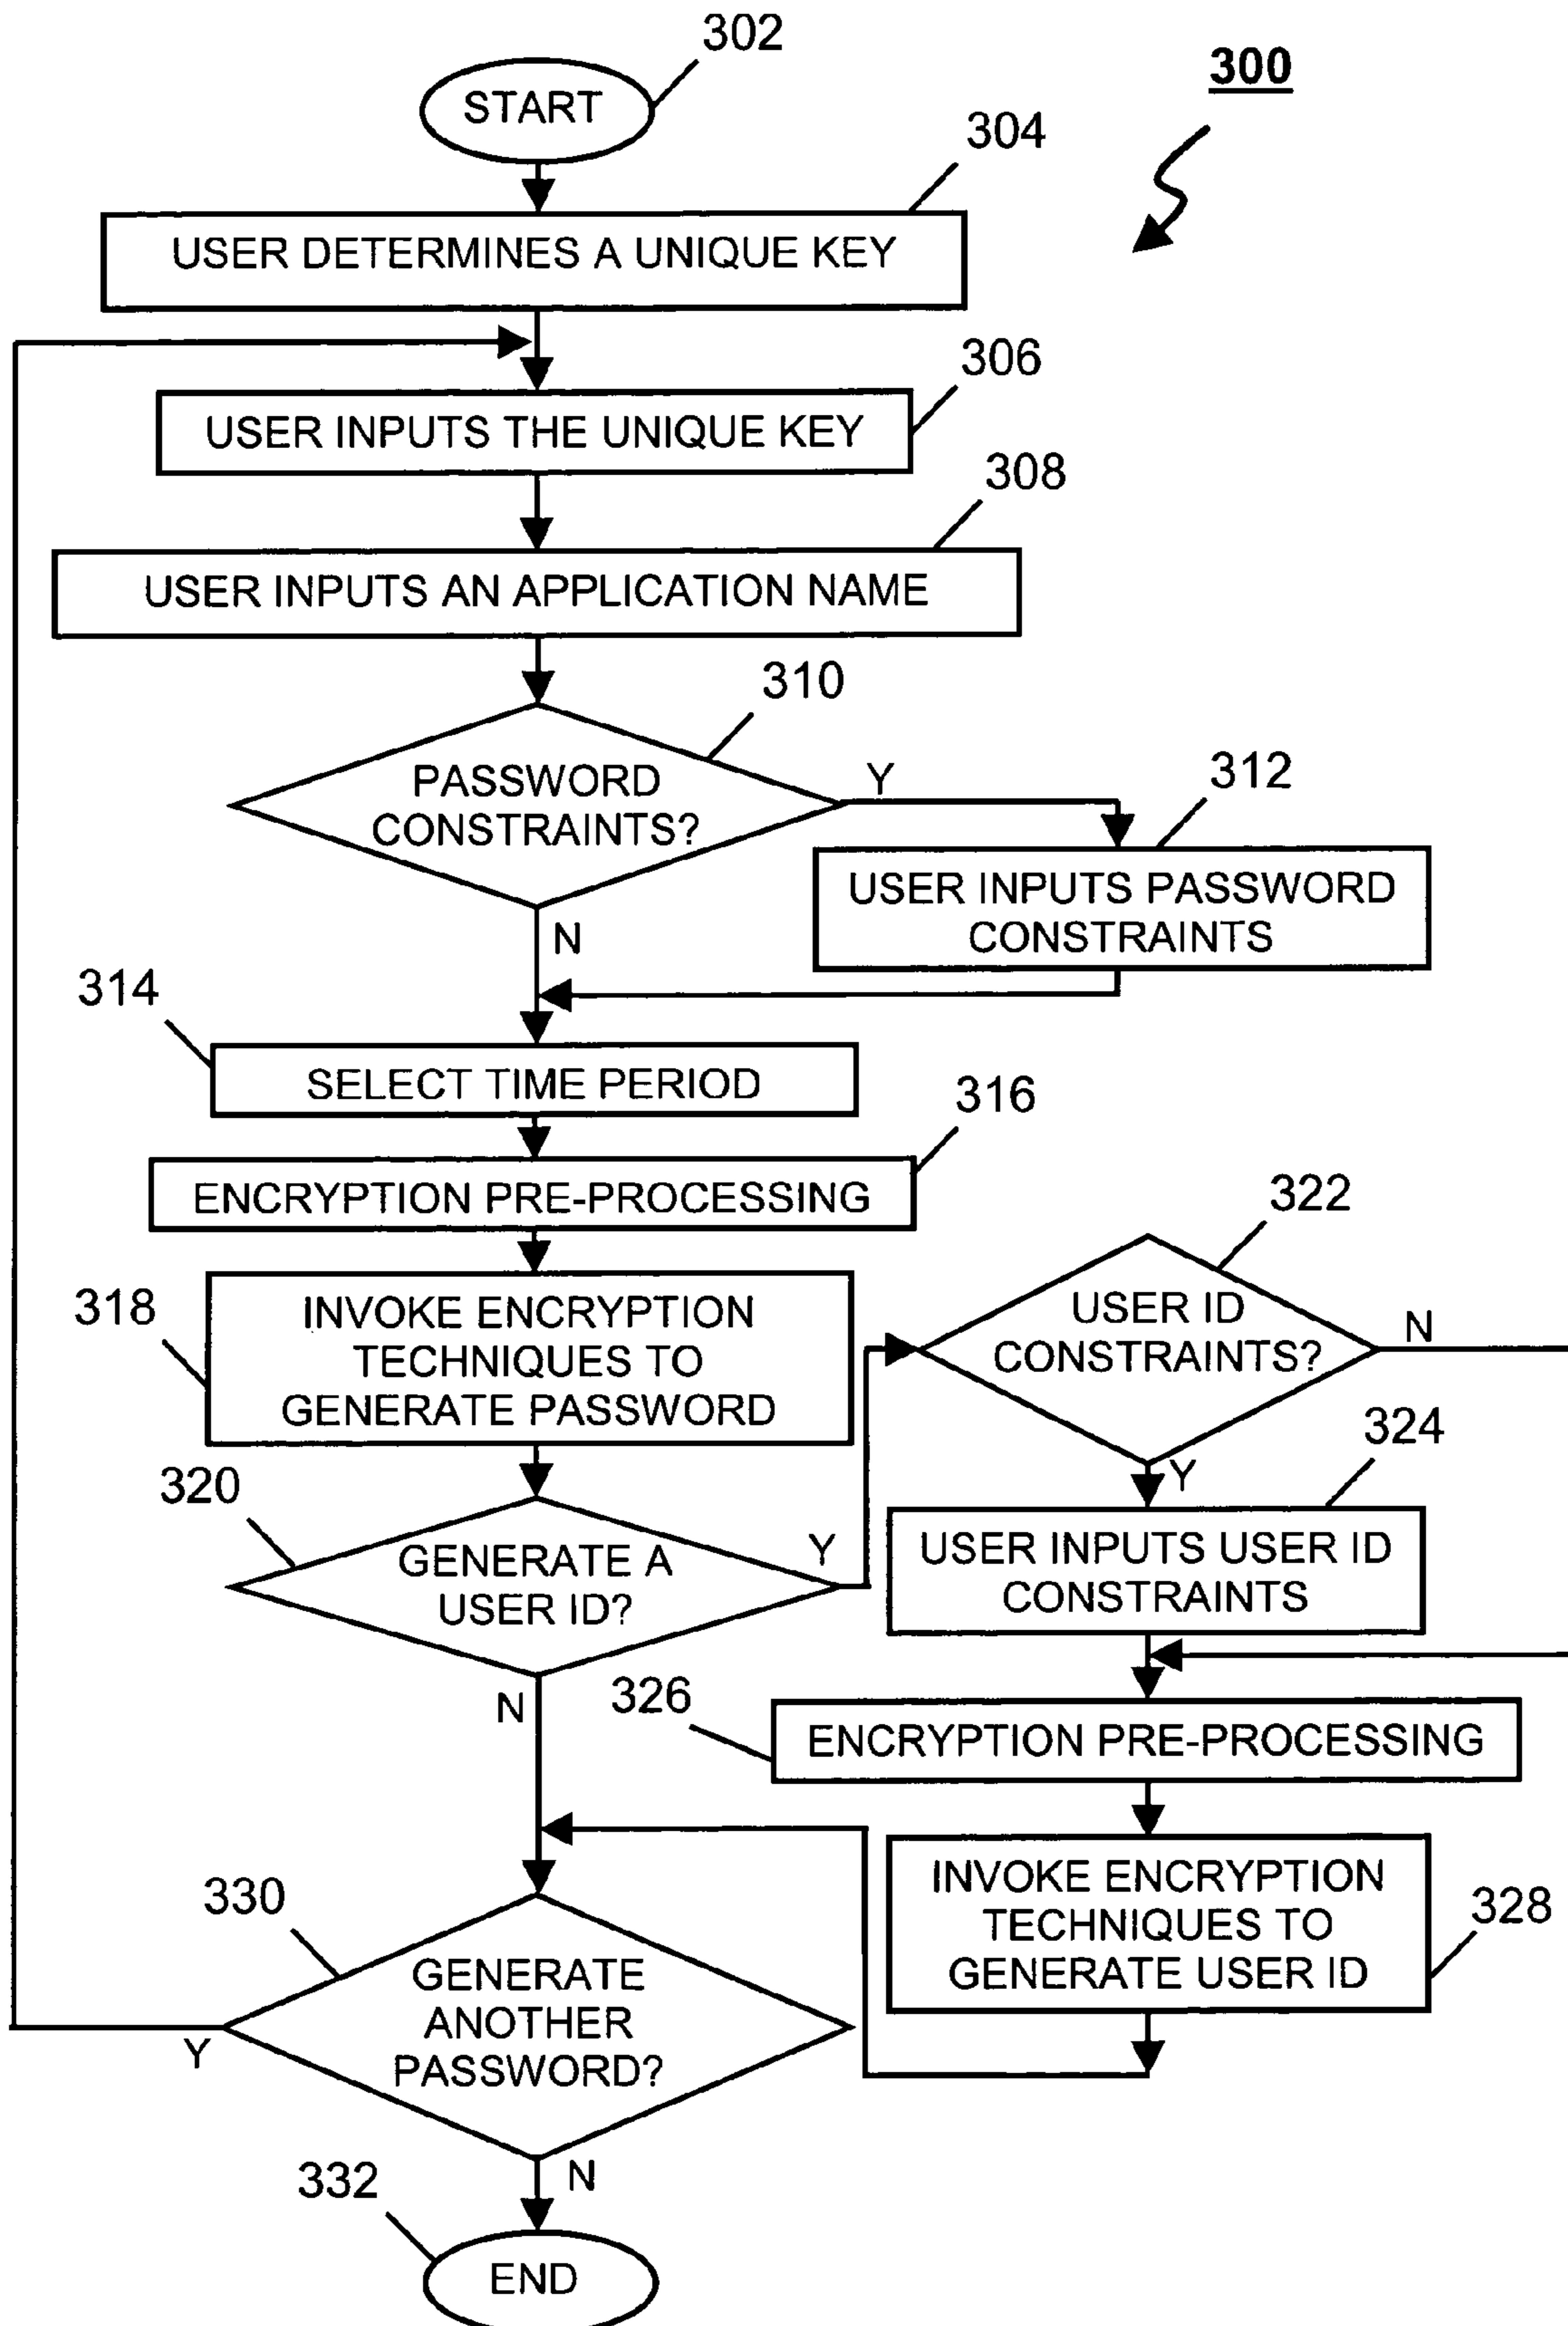 302
300
START
304
USER DETERMINES A UNIQUE KEY
306
USER INPUTS THE UNIQUE KEY
308
USER INPUTS AN APPLICATION NAME
310
PASSWORD
CONSTRAINTS?
Y
312
USER INPUTS PASSWORD
CONSTRAINTS
N
314
SELECT TIME PERIOD
316
ENCRYPTION PRE-PROCESSING
318
INVOKE ENCRYPTION
TECHNIQUES TO
GENERATE PASSWORD
322
USER ID
CONSTRAINTS?
N
Y
320
GENERATE A
USER ID?
Y
N
324
USER INPUTS USER ID
CONSTRAINTS
326
ENCRYPTION PRE-PROCESSING
328
INVOKE ENCRYPTION
TECHNIQUES TO
GENERATE USER ID
330
GENERATE
ANOTHER
PASSWORD?
Y
N
332
END